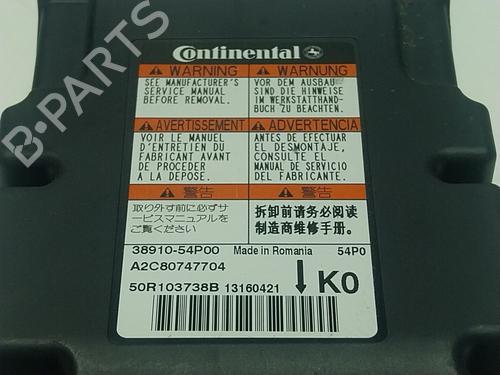 Continental
WARNING
SEE MANUFACTURER'S
SERVICE MANUAL
BEFORE REMOVAL.
WARNUNG
VOR DEM AUSBAU
SIND DIE HINWEISE
IM WERKSTATTHAND-
BUCH ZU BEACHTEN.
AVERTISSEMENT
VOIR LE MANUEL
D'ENTRETIEN DU
FABRICANT AVANT
DE PROCÉDER
À LA DEPOSE.
ADVERTENCIA
ANTES DE EFECTUAR
EL DESMONTAJE,
CONSULTE EL
MANUAL DE SERVICIO
DEL FABRICANTE.
警告
取り外す前に必ずサ
ービスマニュアルを
ご覧ください
警告
拆卸前请务必阅读
制造商维修手册.
38910-54P00 Made in Romania 54P0
A2C80747704
50R103738B 13160421 K0
B-PARTS